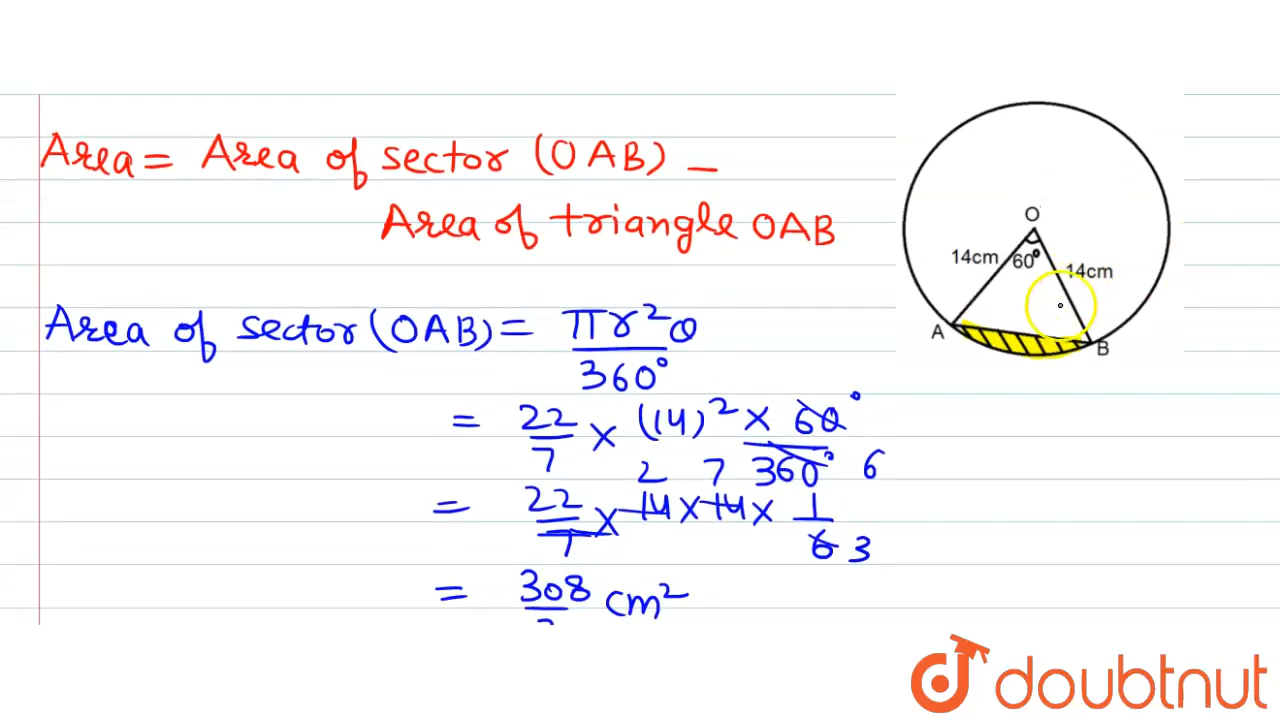 Area = Area of sector (OAB) –
Area of triangle OAB
Area of sector (OAB) = πr²θ
360°
= 22/7 × (14)² × 60°
360° 6
2 7
= 22/7 × 14 × 14 × 1/6 3
= 308 cm²
O
14cm 60° 14cm
A B
doubtnut